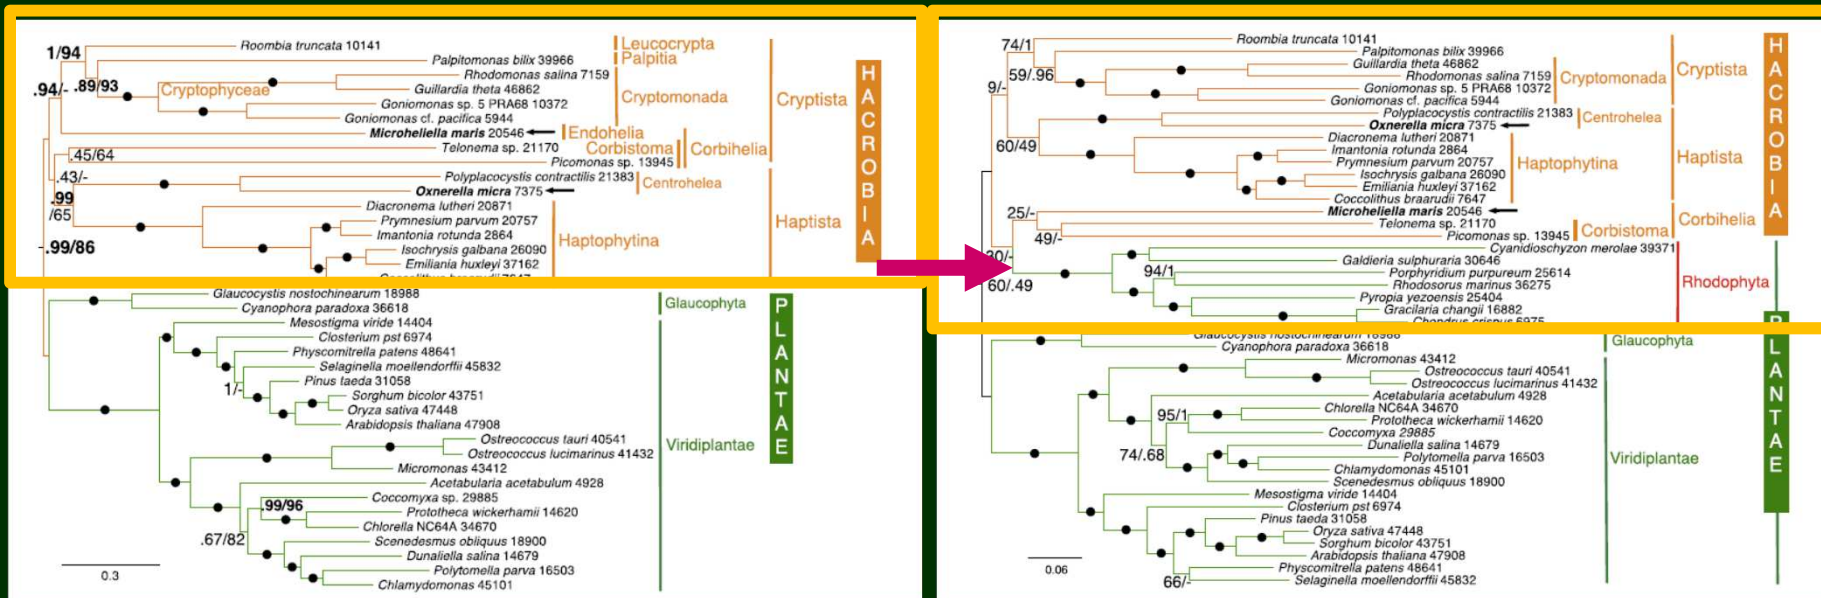 1/94
Roombia truncata 10141
Leucocrypta
Palpitomonas bilix 39966
Palpitia
.94/-
.89/93
Rhodomonas salina 7159
Cryptophyceae
Guillardia theta 46862
Cryptomonada
Cryptista
Goniomonas sp. 5 PRA68 10372
Goniomonas cf. pacifica 5944
Microheliella maris 20546
Endohelia
.45/64
Telonema sp. 21170
Corbistoma
Corbihelia
Picomonas sp. 13945
.43/-
Polyplacocystis contractilis 21383
Centrohelea
.99
/65
Oxnerella micra 7375
Diacronema lutheri 20871
Prymnesium parvum 20757
Haptista
Imantonia rotunda 2864
Haptophytina
.99/86
Isochrysis galbana 26090
Emiliania huxleyi 37162
HACROBIA
Glaucocystis nostochinearum 18988
Glaucophyta
Cyanophora paradoxa 36618
Mesostigma viride 14404
Closterium pst 6974
Physcomitrella patens 48641
Selaginella moellendorffii 45832
1/-
Pinus taeda 31058
Sorghum bicolor 43751
Oryza sativa 47448
Arabidopsis thaliana 47908
Ostreococcus tauri 40541
Viridiplantae
Ostreococcus lucimarinus 41432
Micromonas 43412
Acetabularia acetabulum 4928
Coccomyxa sp. 29885
.99/96
Prototheca wickerhamii 14620
Chlorella NC64A 34670
.67/82
Scenedesmus obliquus 18900
Dunaliella salina 14679
Polytomella parva 16503
Chlamydomonas 45101
0.3
PLANTAE
74/1
Roombia truncata 10141
Palpitomonas bilix 39966
59/.96
Guillardia theta 46862
Rhodomonas salina 7159
Cryptomonada
Cryptista
9/-
Goniomonas sp. 5 PRA68 10372
Goniomonas cf. pacifica 5944
Polyplacocystis contractilis 21383
Centrohelea
Oxnerella micra 7375
60/49
Diacronema lutheri 20871
Imantonia rotunda 2864
Prymnesium parvum 20757
Haptophytina
Haptista
Isochrysis galbana 26090
Emiliania huxleyi 37162
Coccolithus braarudii 7647
25/-
Microheliella maris 20546
Telonema sp. 21170
Corbihelia
49/-
Picomonas sp. 13945
Corbistoma
HACROBIA
Cyanidioschyzon merolae 39371
Galdieria sulphuraria 30646
94/1
Porphyridium purpureum 25614
60/.49
Rhodosorus marinus 36275
Rhodophyta
Pyropia yezoensis 25404
Gracilaria changii 16882
Chondrus crispus 6975
Glaucocystis nostochinearum 18988
Glaucophyta
Cyanophora paradoxa 36618
Micromonas 43412
Ostreococcus tauri 40541
Ostreococcus lucimarinus 41432
Acetabularia acetabulum 4928
95/1
Chlorella NC64A 34670
Prototheca wickerhamii 14620
Coccomyxa 29885
74/.68
Dunaliella salina 14679
Polytomella parva 16503
Viridiplantae
Chlamydomonas 45101
Scenedesmus obliquus 18900
Mesostigma viride 14404
Closterium pst 6974
Pinus taeda 31058
Oryza sativa 47448
Sorghum bicolor 43751
Arabidopsis thaliana 47908
0.06
Physcomitrella patens 48641
66/-
Selaginella moellendorffii 45832
PLANTAE